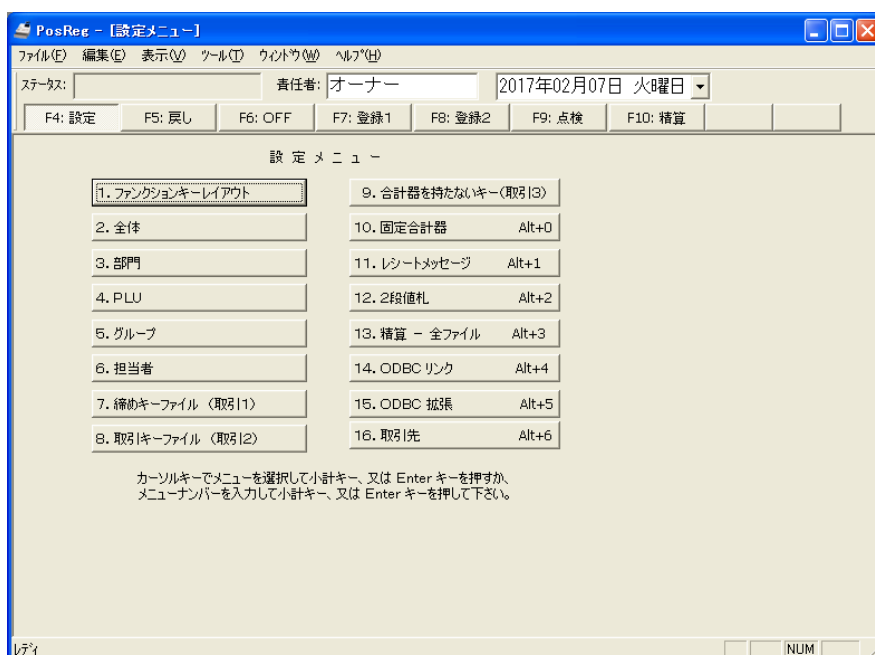 PosReg - [設定メニュー]
ファイル(F) 編集(E) 表示(V) ツール(T) ウィンドウ(W) ヘルプ(H)
ステータス: 責任者: オーナー 2017年02月07日 火曜日
F4: 設定 F5: 戻し F6: OFF F7: 登録1 F8: 登録2 F9: 点検 F10: 精算
設定メニュー
1. ファンクションキーレイアウト
2. 全体
3. 部門
4. PLU
5. グループ
6. 担当者
7. 締めキーファイル (取引1)
8. 取引キーファイル (取引2)
9. 合計器を持たないキー(取引3)
10. 固定合計器 Alt+0
11. レシートメッセージ Alt+1
12. 2段値札 Alt+2
13. 精算 - 全ファイル Alt+3
14. ODBC リンク Alt+4
15. ODBC 拡張 Alt+5
16. 取引先 Alt+6
カーソルキーでメニューを選択して小計キー、又は Enter キーを押すか、
メニューナンバーを入力して小計キー、又は Enter キーを押して下さい。
レディ NUM